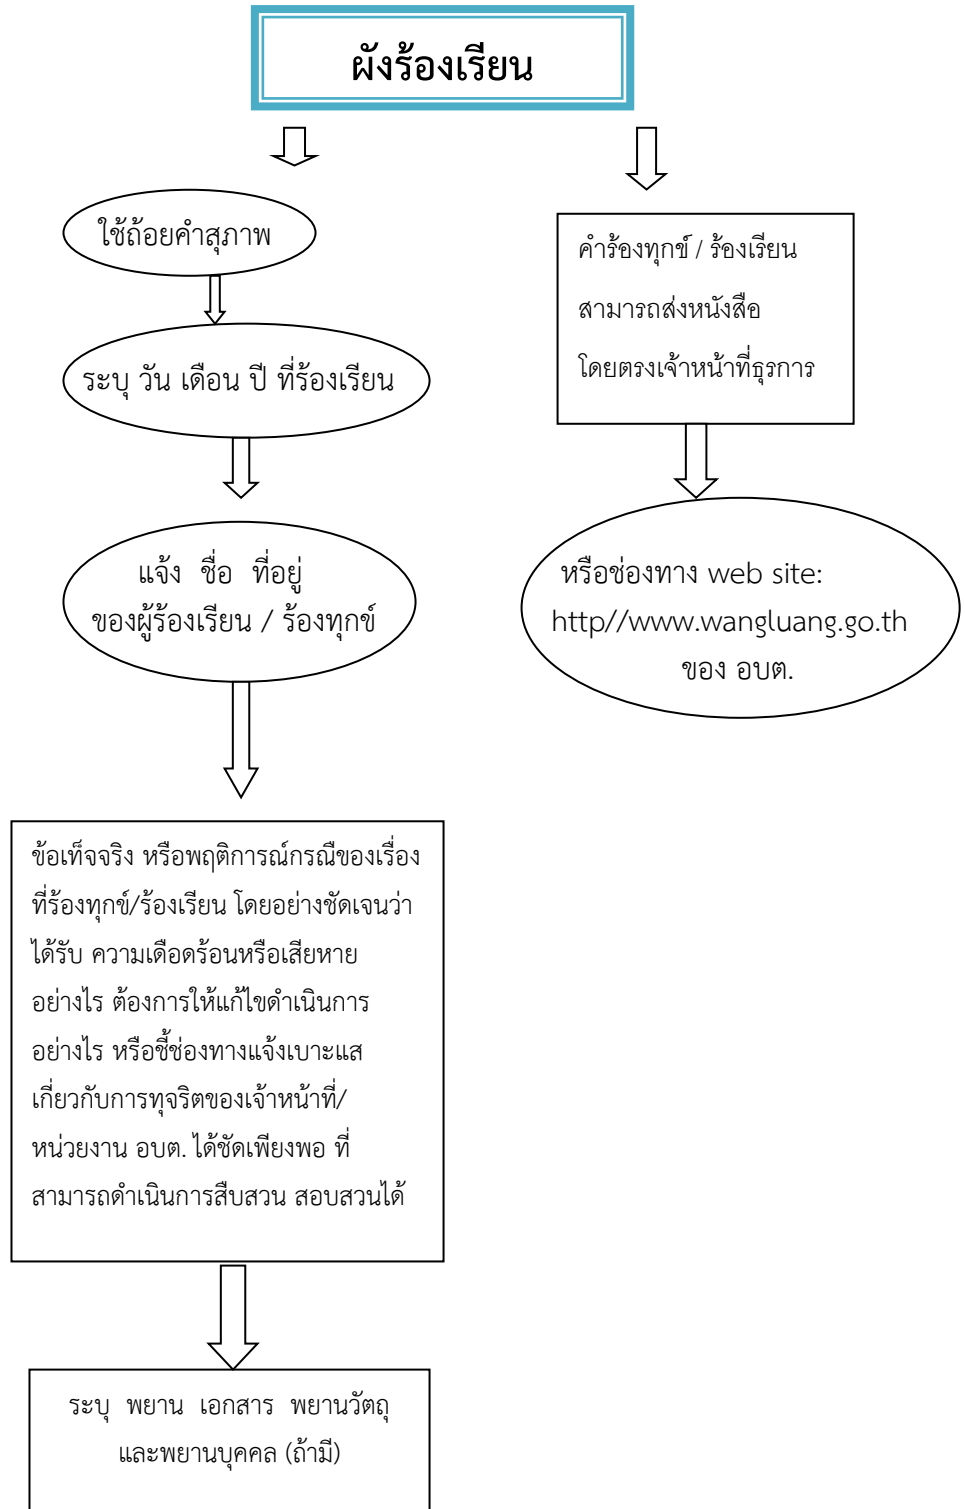 ผังร้องเรียน
ใช้ถ้อยคำสุภาพ
ระบุ วัน เดือน ปี ที่ร้องเรียน
แจ้ง ชื่อ ที่อยู่
ของผู้ร้องเรียน / ร้องทุกข์
ข้อเท็จจริง หรือพฤติการณ์กรณีของเรื่อง
ที่ร้องทุกข์/ร้องเรียน โดยอย่างชัดเจนว่า
ได้รับ ความเดือดร้อนหรือเสียหาย
อย่างไร ต้องการให้แก้ไขดำเนินการ
อย่างไร หรือชี้ช่องทางแจ้งเบาะแส
เกี่ยวกับการทุจริตของเจ้าหน้าที่/
หน่วยงาน อบต. ได้ชัดเพียงพอ ที่
สามารถดำเนินการสืบสวน สอบสวนได้
ระบุ พยาน เอกสาร พยานวัตถุ
และพยานบุคคล (ถ้ามี)
คำร้องทุกข์ / ร้องเรียน
สามารถส่งหนังสือ
โดยตรงเจ้าหน้าที่ธุรการ
หรือช่องทาง web site:
http//www.wangluang.go.th
ของ อบต.